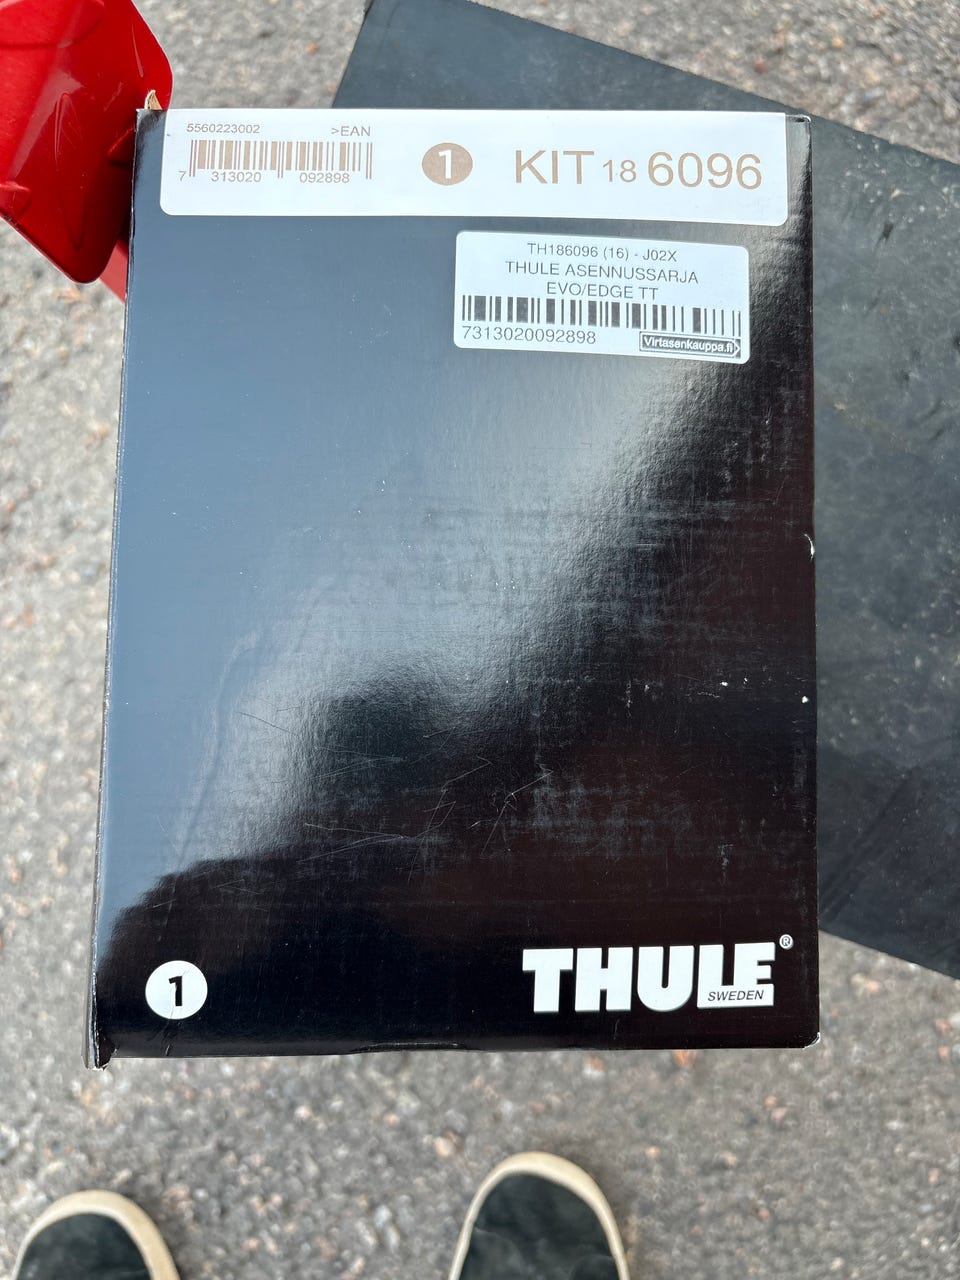 5560223002 >EAN
7 313020 092898
1 KIT 18 6096
TH186096 (16) - J02X
THULE ASENNUSSARJA
EVO/EDGE TT
7313020092898 Virtasenkauppa.fi
1
THULE®
SWEDEN